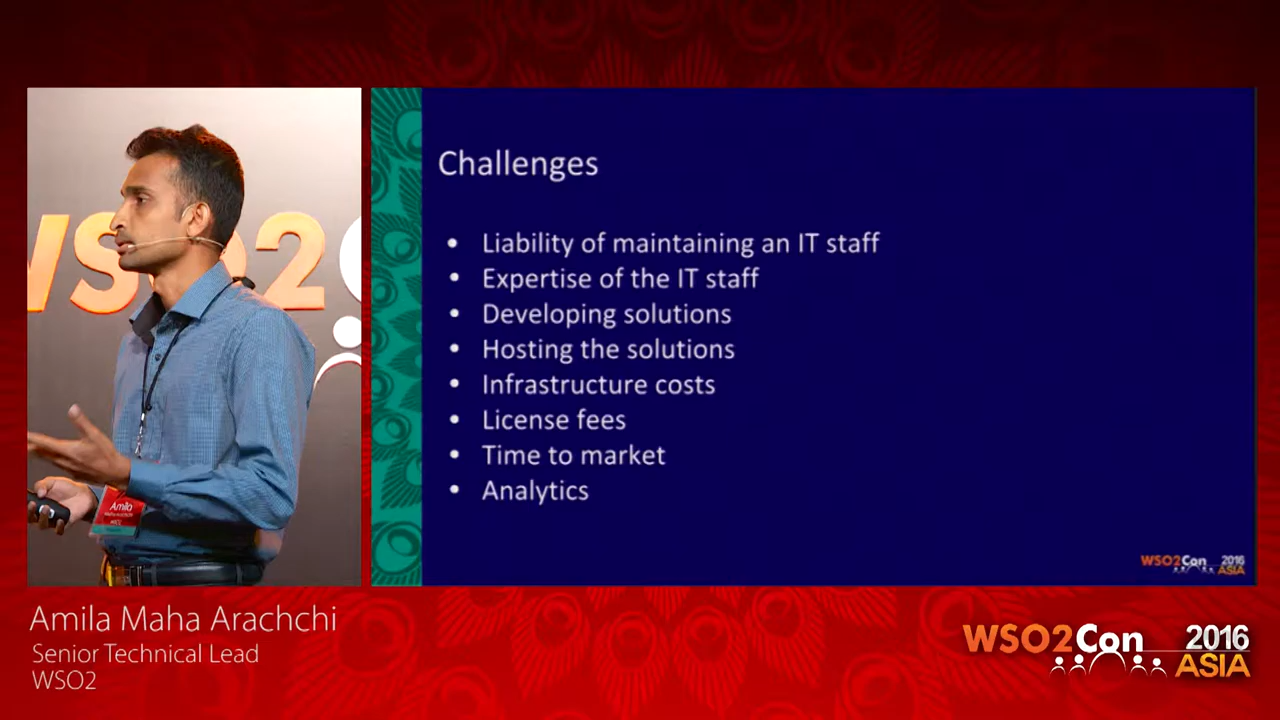 WSO2
Amila
Challenges
• Liability of maintaining an IT staff
• Expertise of the IT staff
• Developing solutions
• Hosting the solutions
• Infrastructure costs
• License fees
• Time to market
• Analytics
WSO2Con 2016
ASIA
Amila Maha Arachchi
Senior Technical Lead
WSO2
WSO2Con 2016
ASIA